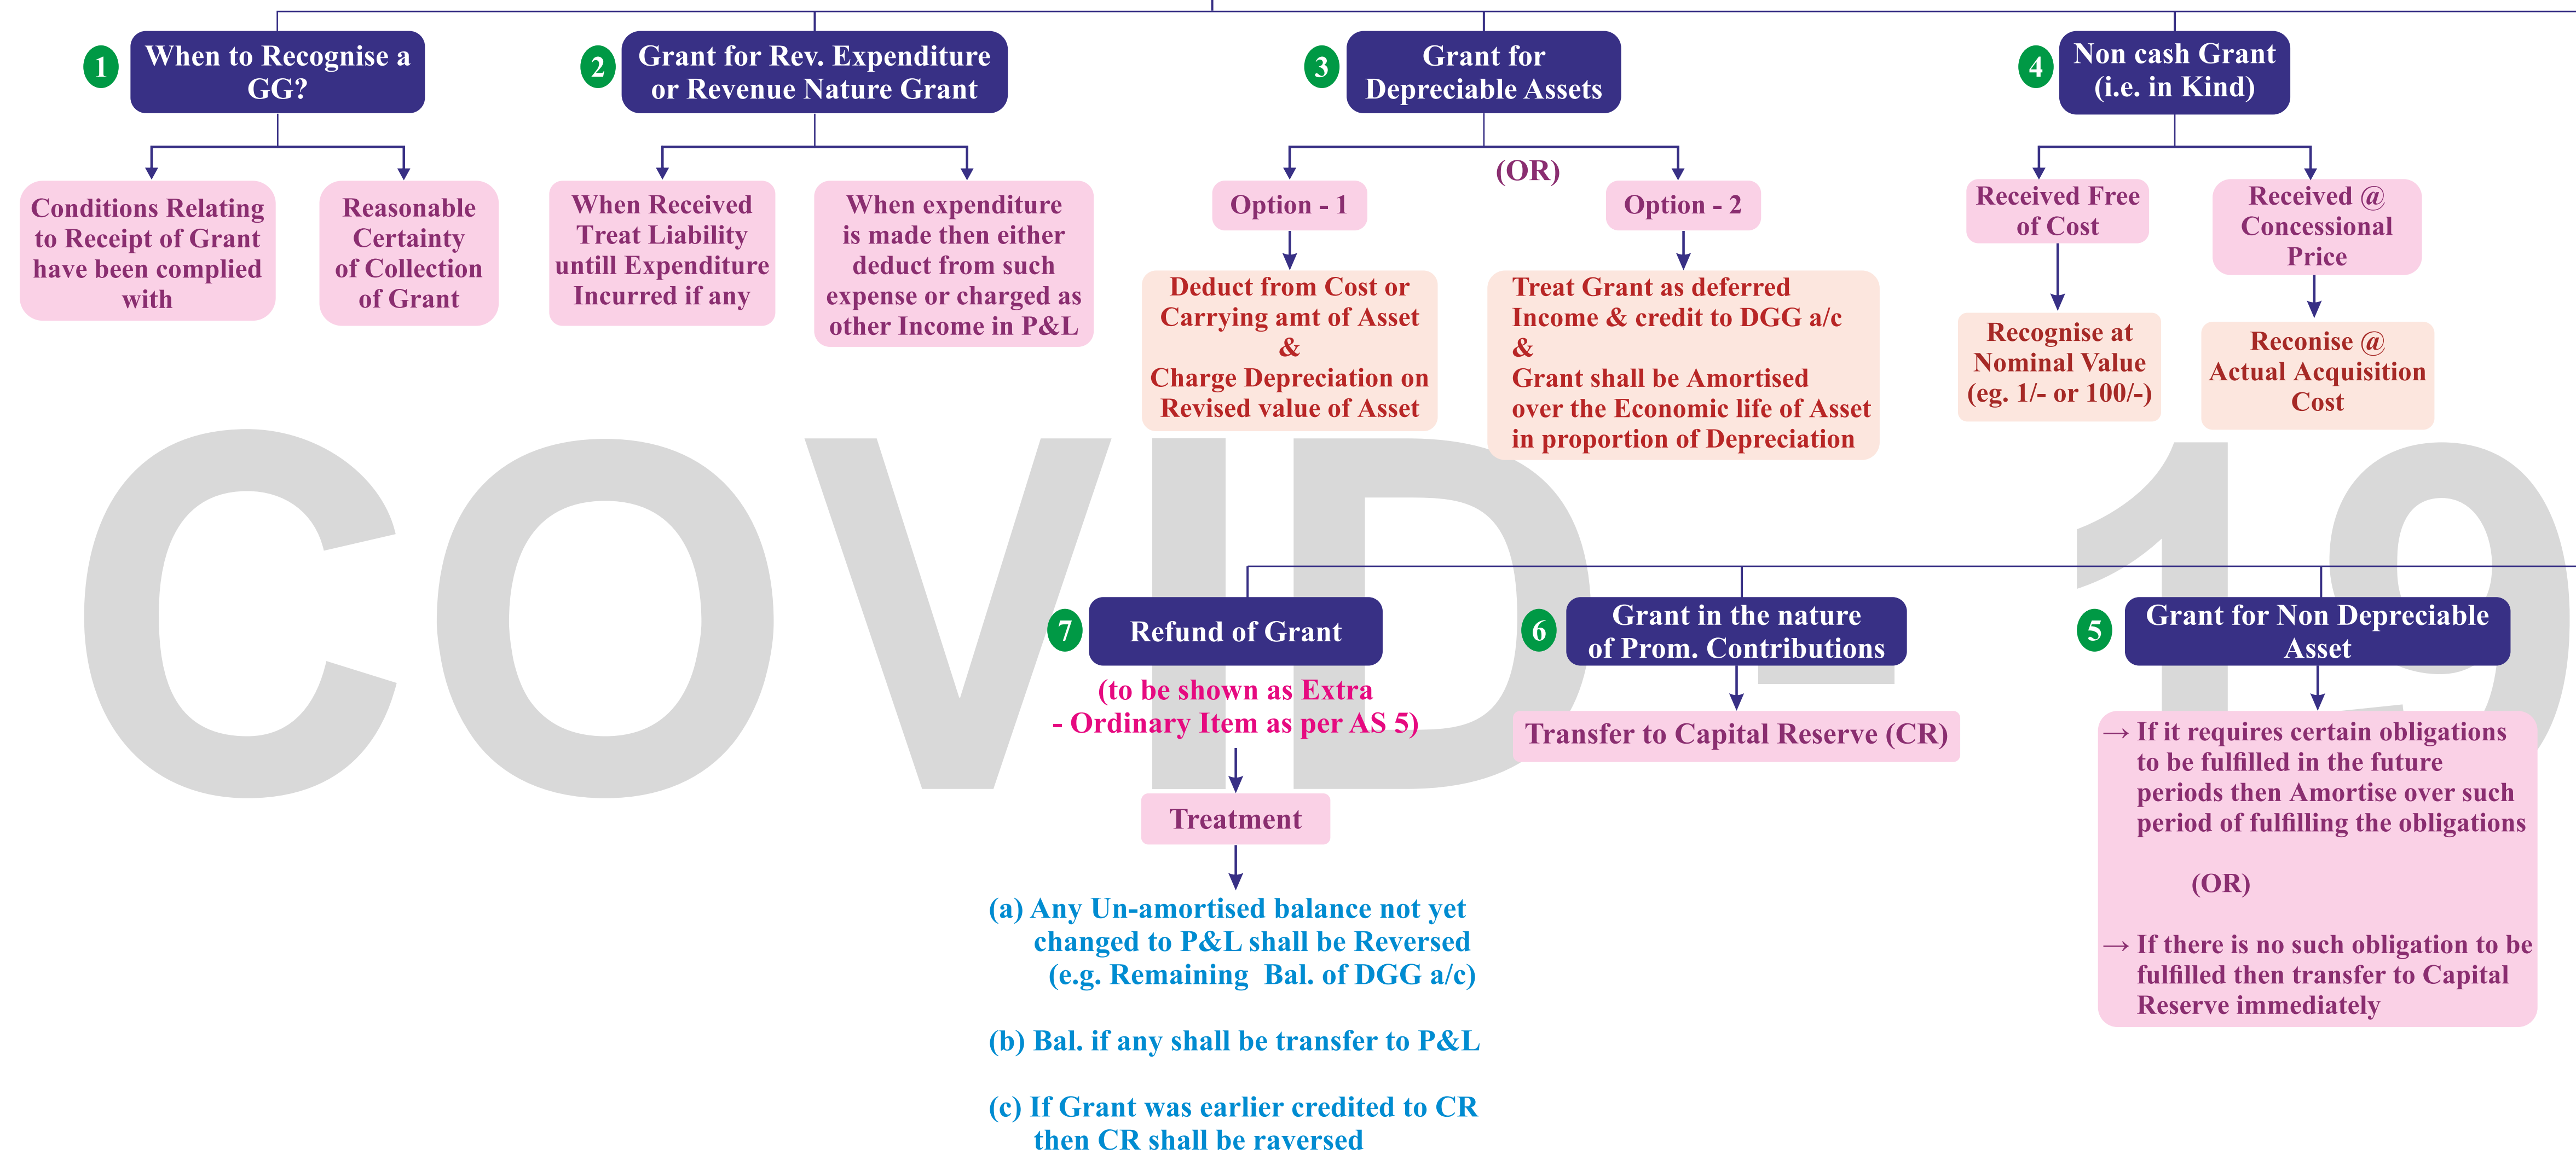 1
When to Recognise a
GG?
Conditions Relating
to Receipt of Grant
have been complied
with
Reasonable
Certainty
of Collection
of Grant
2
Grant for Rev. Expenditure
or Revenue Nature Grant
When Received
Treat Liability
untill Expenditure
Incurred if any
When expenditure
is made then either
deduct from such
expense or charged as
other Income in P&L
3
Grant for
Depreciable Assets
(OR)
Option - 1
Deduct from Cost or
Carrying amt of Asset
&
Charge Depreciation on
Revised value of Asset
Option - 2
Treat Grant as deferred
Income & credit to DGG a/c
&
Grant shall be Amortised
over the Economic life of Asset
in proportion of Depreciation
4
Non cash Grant
(i.e. in Kind)
Received Free
of Cost
Recognise at
Nominal Value
(eg. 1/- or 100/-)
Received @
Concessional
Price
Reconise @
Actual Acquisition
Cost
COVID - 19
7
Refund of Grant
(to be shown as Extra
- Ordinary Item as per AS 5)
Treatment
(a) Any Un-amortised balance not yet
changed to P&L shall be Reversed
(e.g. Remaining Bal. of DGG a/c)
(b) Bal. if any shall be transfer to P&L
(c) If Grant was earlier credited to CR
then CR shall be raversed
6
Grant in the nature
of Prom. Contributions
Transfer to Capital Reserve (CR)
5
Grant for Non Depreciable
Asset
→ If it requires certain obligations
to be fulfilled in the future
periods then Amortise over such
period of fulfilling the obligations
(OR)
→ If there is no such obligation to be
fulfilled then transfer to Capital
Reserve immediately